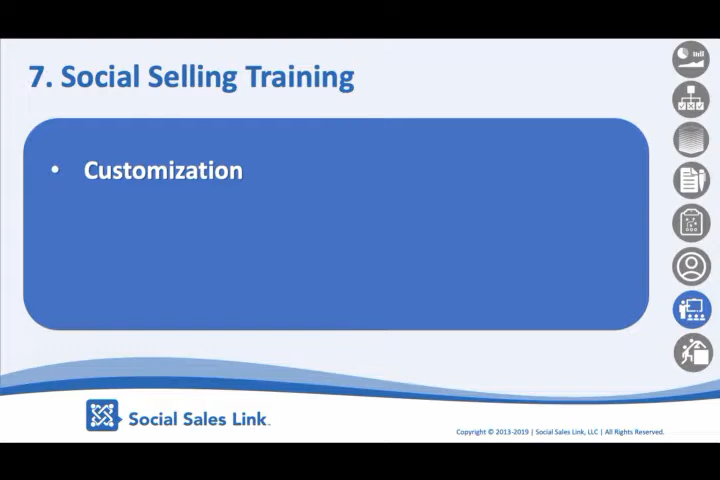 7. Social Selling Training
• Customization
Social Sales Link
Copyright © 2013-2019 | Social Sales Link, LLC | All Rights Reserved.